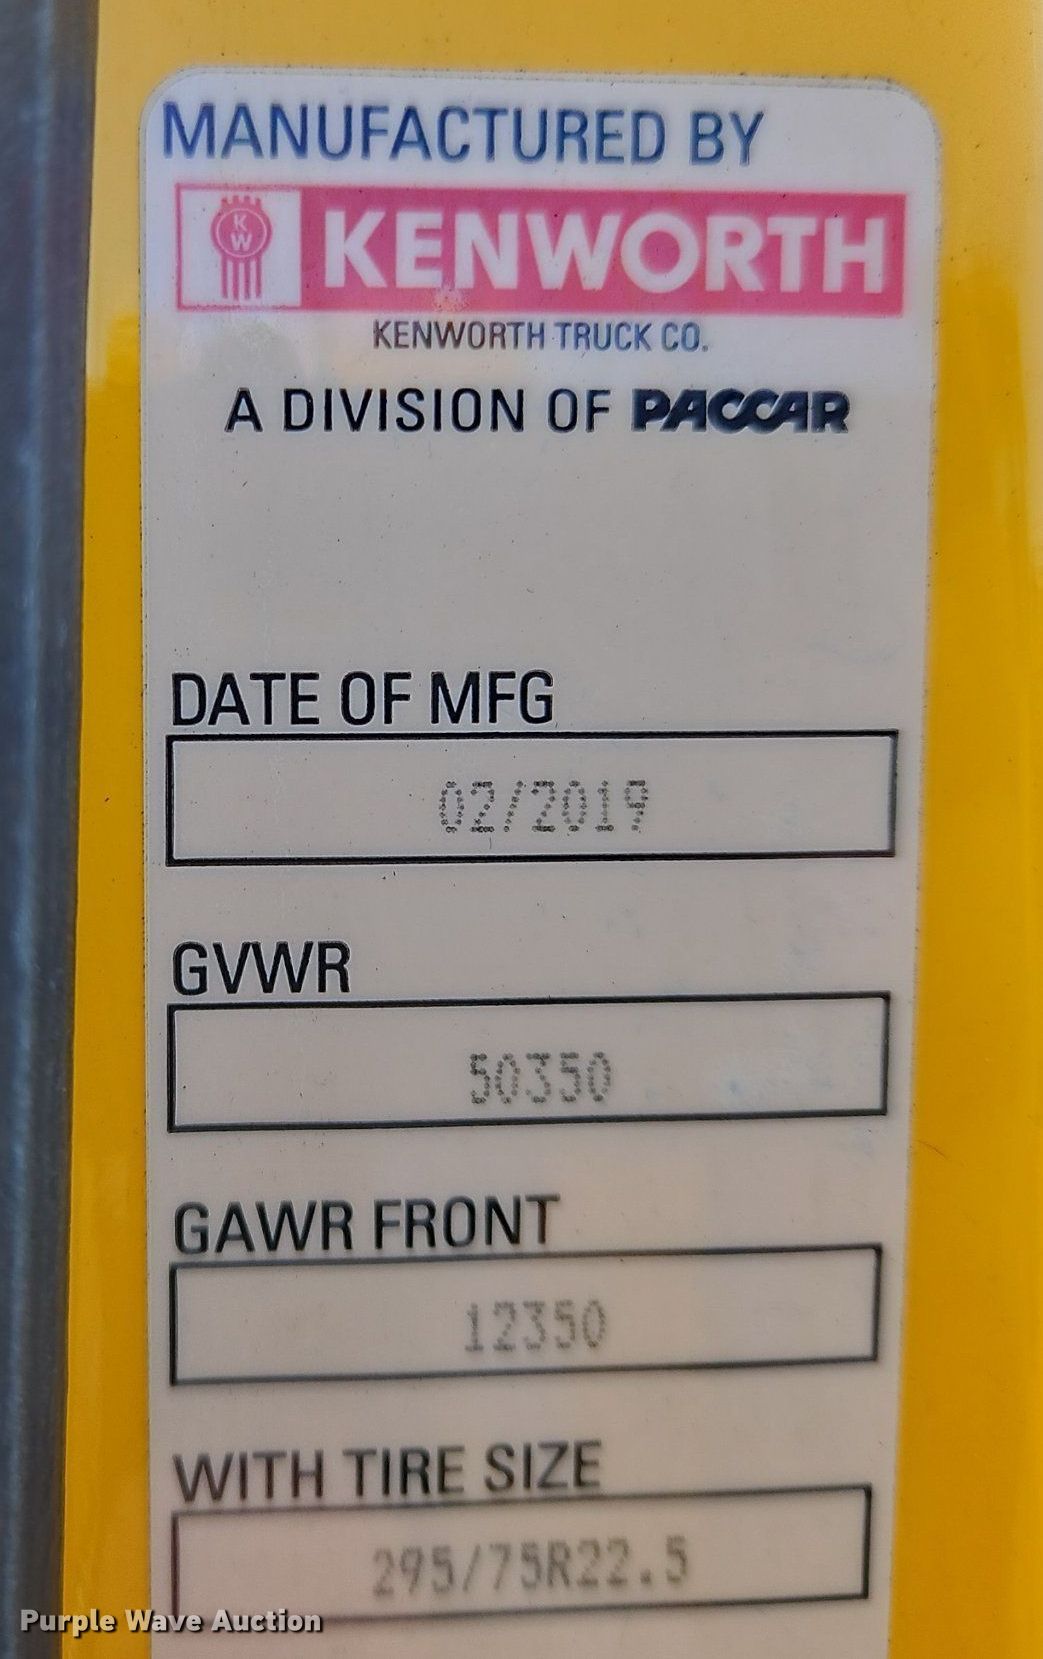 MANUFACTURED BY
KW
KENWORTH
KENWORTH TRUCK CO.
A DIVISION OF PACCAR
DATE OF MFG
02/2019
GVWR
50350
GAWR FRONT
12350
WITH TIRE SIZE
295/75R22.5
Purple Wave Auction